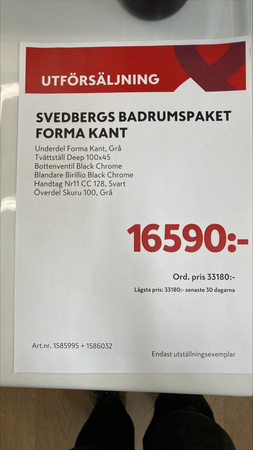 UTFÖRSÄLJNING
SVEDBERGS BADRUMSPAKET
FORMA KANT
Underdel Forma Kant, Grå
Tvättställ Deep 100x45
Bottenventil Black Chrome
Blandare Birillio Black Chrome
Handtag Nr11 CC 128, Svart
Överdel Skuru 100, Grå
16590:-
Ord. pris 33180:-
Lägsta pris: 33180:- senaste 30 dagarna
Art.nr. 1585995 + 1586032
Endast utställningsexemplar